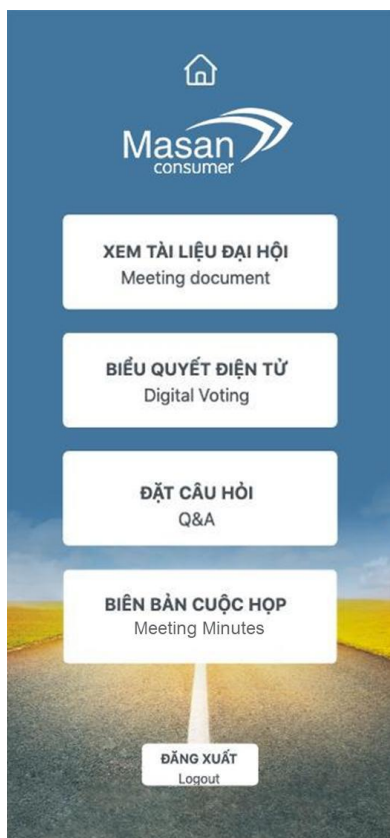 Masan
consumer
XEM TÀI LIỆU ĐẠI HỘI
Meeting document
BIỂU QUYẾT ĐIỆN TỬ
Digital Voting
ĐẶT CÂU HỎI
Q&A
BIÊN BẢN CUỘC HỌP
Meeting Minutes
ĐĂNG XUẤT
Logout